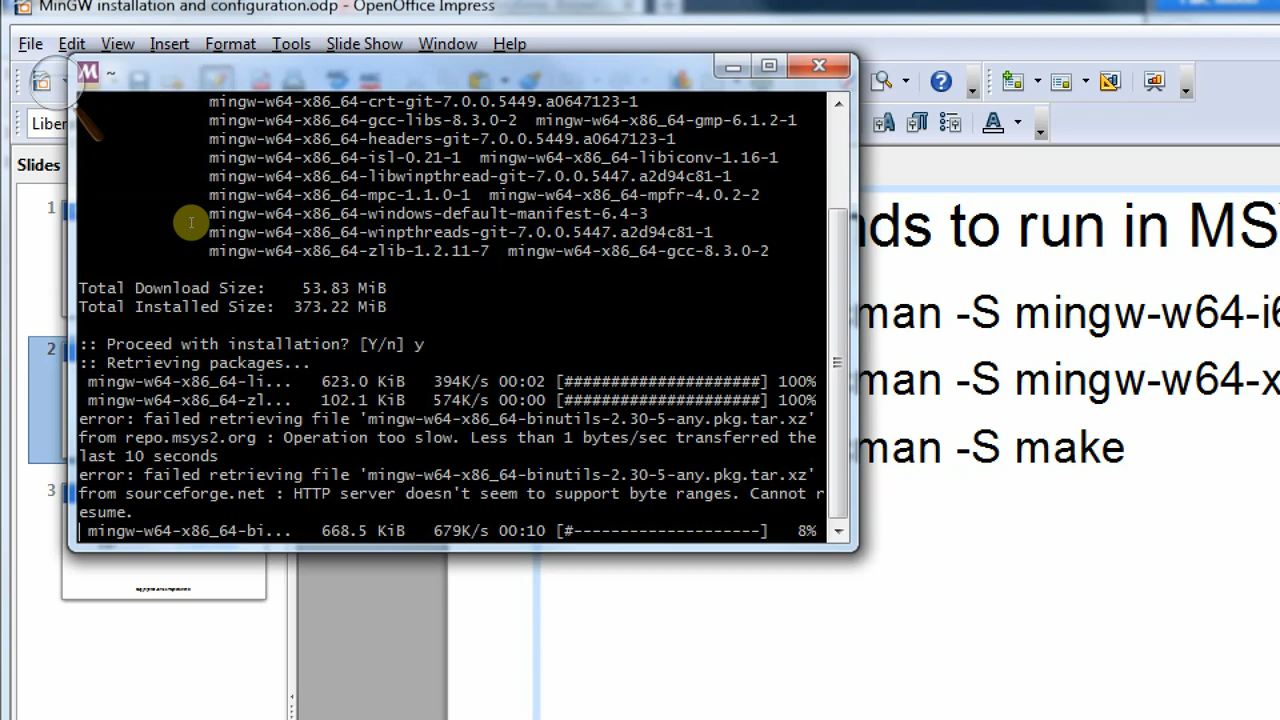 MinGW installation and configuration.odp - OpenOffice Impress
File Edit View Insert Format Tools Slide Show Window Help
~
Liber
Slides
1
2
3
mingw-w64-x86_64-crt-git-7.0.0.5449.a0647123-1
mingw-w64-x86_64-gcc-libs-8.3.0-2 mingw-w64-x86_64-gmp-6.1.2-1
mingw-w64-x86_64-headers-git-7.0.0.5449.a0647123-1
mingw-w64-x86_64-isl-0.21-1 mingw-w64-x86_64-libiconv-1.16-1
mingw-w64-x86_64-libwinpthread-git-7.0.0.5447.a2d94c81-1
mingw-w64-x86_64-mpc-1.1.0-1 mingw-w64-x86_64-mpfr-4.0.2-2
mingw-w64-x86_64-windows-default-manifest-6.4-3
mingw-w64-x86_64-winpthreads-git-7.0.0.5447.a2d94c81-1
mingw-w64-x86_64-zlib-1.2.11-7 mingw-w64-x86_64-gcc-8.3.0-2
Total Download Size: 53.83 MiB
Total Installed Size: 373.22 MiB
:: Proceed with installation? [Y/n] y
:: Retrieving packages...
mingw-w64-x86_64-li... 623.0 KiB 394K/s 00:02 [#####################] 100%
mingw-w64-x86_64-zl... 102.1 KiB 574K/s 00:00 [#####################] 100%
error: failed retrieving file 'mingw-w64-x86_64-binutils-2.30-5-any.pkg.tar.xz'
from repo.msys2.org : Operation too slow. Less than 1 bytes/sec transferred the
last 10 seconds
error: failed retrieving file 'mingw-w64-x86_64-binutils-2.30-5-any.pkg.tar.xz'
from sourceforge.net : HTTP server doesn't seem to support byte ranges. Cannot r
esume.
mingw-w64-x86_64-bi... 668.5 KiB 679K/s 00:10 [#--------------------] 8%
nds to run in MSY
man -S mingw-w64-i6
man -S mingw-w64-x
man -S make